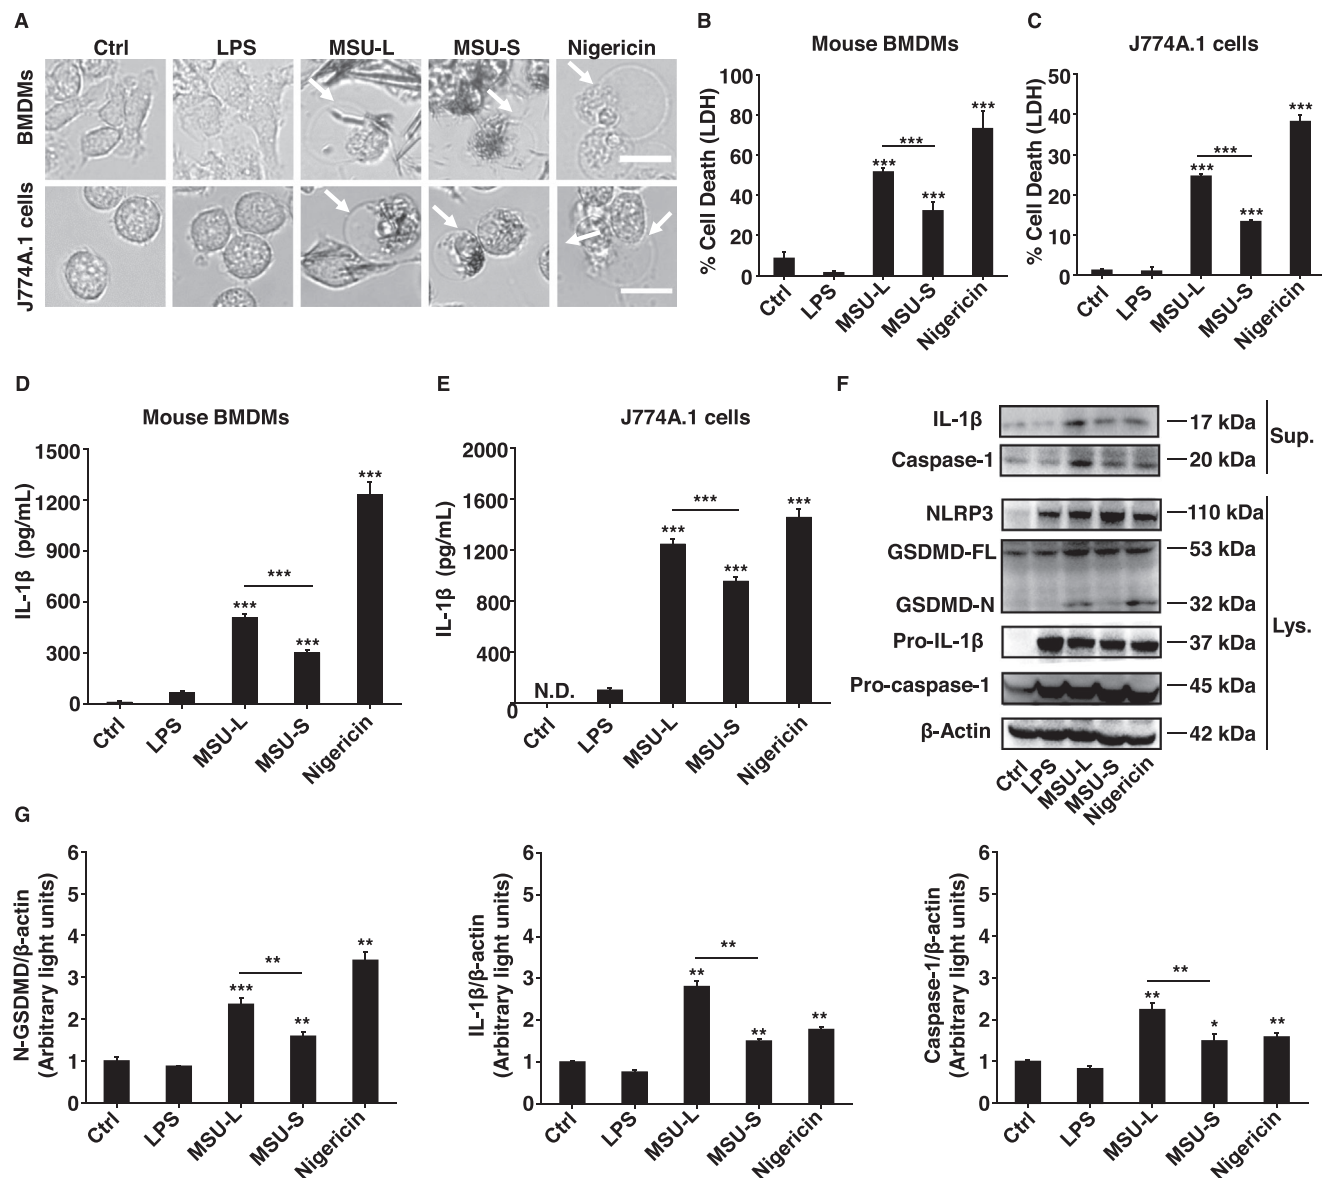 A
Ctrl LPS MSU-L MSU-S Nigericin
BMDMs
J774A.1 cells
B
Mouse BMDMs
% Cell Death (LDH)
100
80
60
40
20
0
***
***
***
***
Ctrl LPS MSU-L MSU-S Nigericin
C
J774A.1 cells
% Cell Death (LDH)
50
40
30
20
10
0
***
***
***
***
Ctrl LPS MSU-L MSU-S Nigericin
D
Mouse BMDMs
IL-1β (pg/mL)
1500
1200
900
600
300
0
***
***
***
***
Ctrl LPS MSU-L MSU-S Nigericin
E
J774A.1 cells
IL-1β (pg/mL)
2000
1600
1200
800
400
0
N.D.
***
***
***
***
Ctrl LPS MSU-L MSU-S Nigericin
F
IL-1β 17 kDa
Caspase-1 20 kDa
Sup.
NLRP3 110 kDa
GSDMD-FL 53 kDa
GSDMD-N 32 kDa
Pro-IL-1β 37 kDa
Pro-caspase-1 45 kDa
β-Actin 42 kDa
Lys.
Ctrl LPS MSU-L MSU-S Nigericin
G
N-GSDMD/β-actin
(Arbitrary light units)
6
5
4
3
2
1
0
***
**
**
**
Ctrl LPS MSU-L MSU-S Nigericin
IL-1β/β-actin
(Arbitrary light units)
6
5
4
3
2
1
0
**
**
**
**
Ctrl LPS MSU-L MSU-S Nigericin
Caspase-1/β-actin
(Arbitrary light units)
6
5
4
3
2
1
0
**
**
*
**
Ctrl LPS MSU-L MSU-S Nigericin